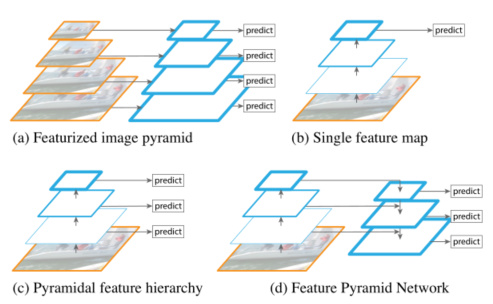 predict
predict
predict
predict
(a) Featurized image pyramid
predict
(b) Single feature map
predict
predict
predict
(c) Pyramidal feature hierarchy
predict
predict
predict
(d) Feature Pyramid Network